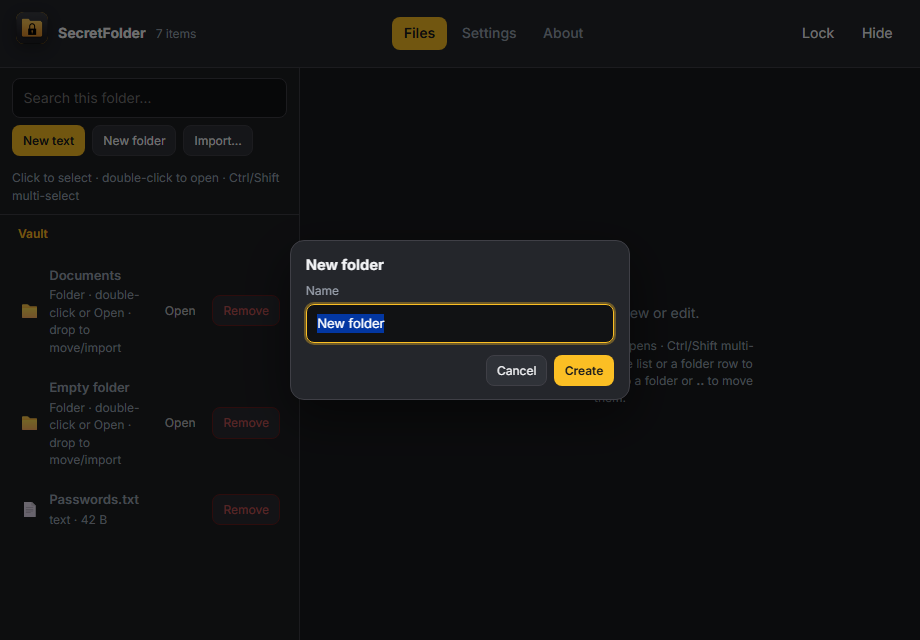 SecretFolder 7 items
Files Settings About
Lock Hide
Search this folder...
New text New folder Import...
Click to select · double-click to open · Ctrl/Shift
multi-select
Vault
Documents
Folder · double-
click or Open ·
drop to
move/import
Open
Remove
Empty folder
Folder · double-
click or Open ·
drop to
move/import
Open
Remove
Passwords.txt
text · 42 B
Remove
New folder
Name
New folder
Cancel Create
ew or edit.
pens · Ctrl/Shift multi-
list or a folder row to
a folder or .. to move
them.